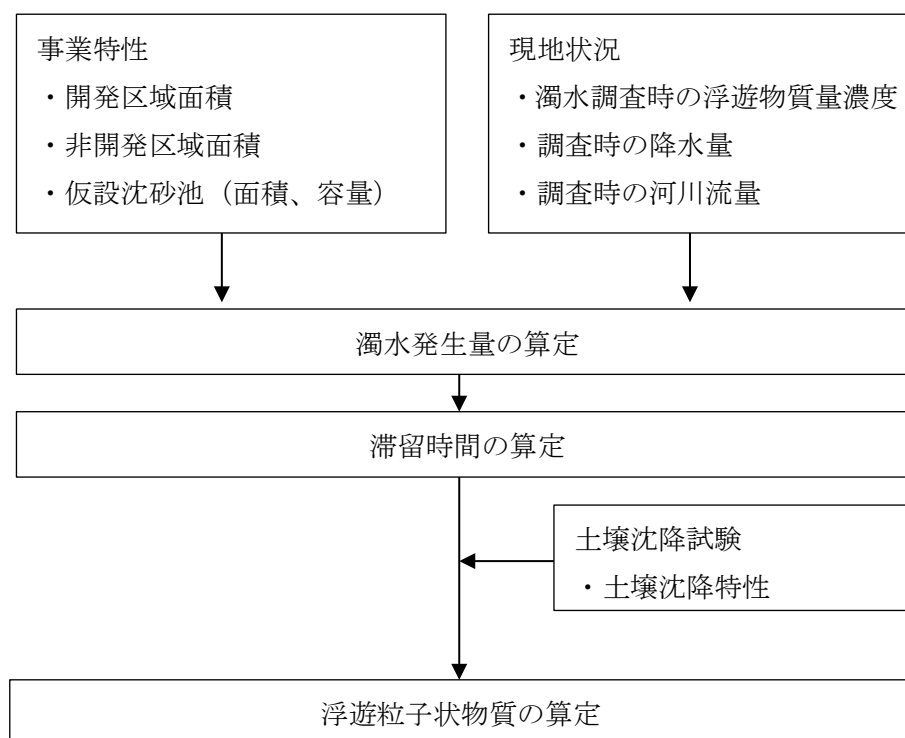 事業特性
・開発区域面積
・非開発区域面積
・仮設沈砂池（面積、容量）
現地状況
・濁水調査時の浮遊物質量濃度
・調査時の降水量
・調査時の河川流量
濁水発生量の算定
滞留時間の算定
土壌沈降試験
・土壌沈降特性
浮遊粒子状物質の算定